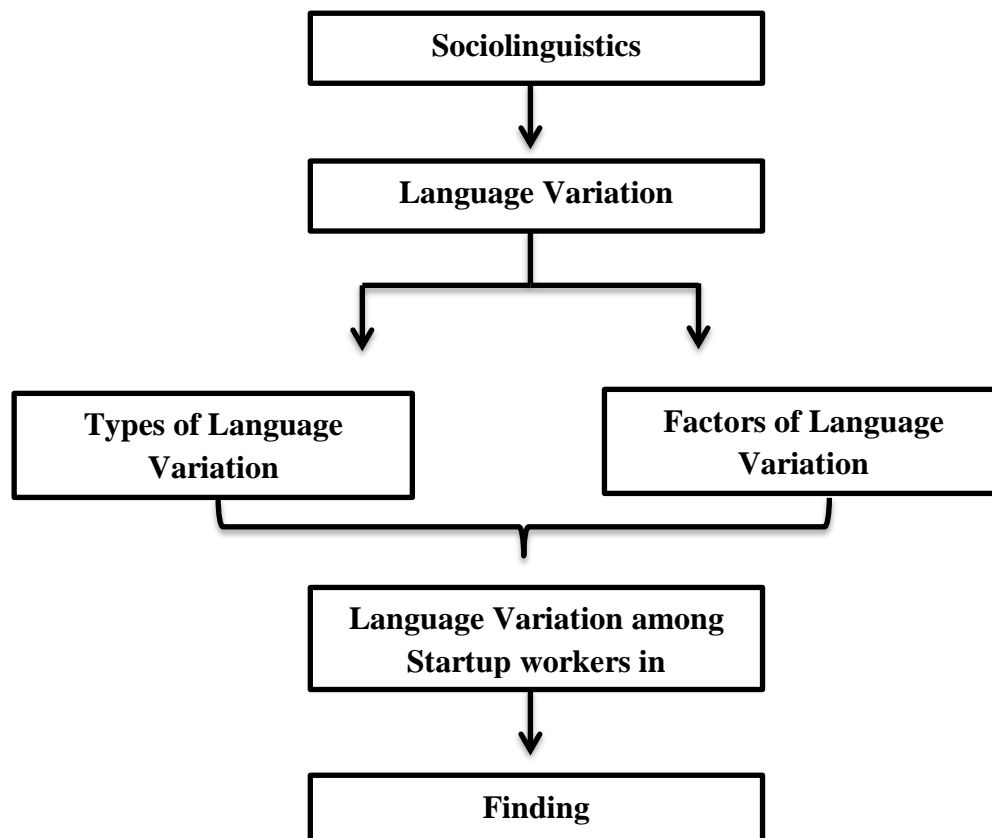 Sociolinguistics
Language Variation
Types of Language
Variation
Factors of Language
Variation
Language Variation among
Startup workers in
Finding